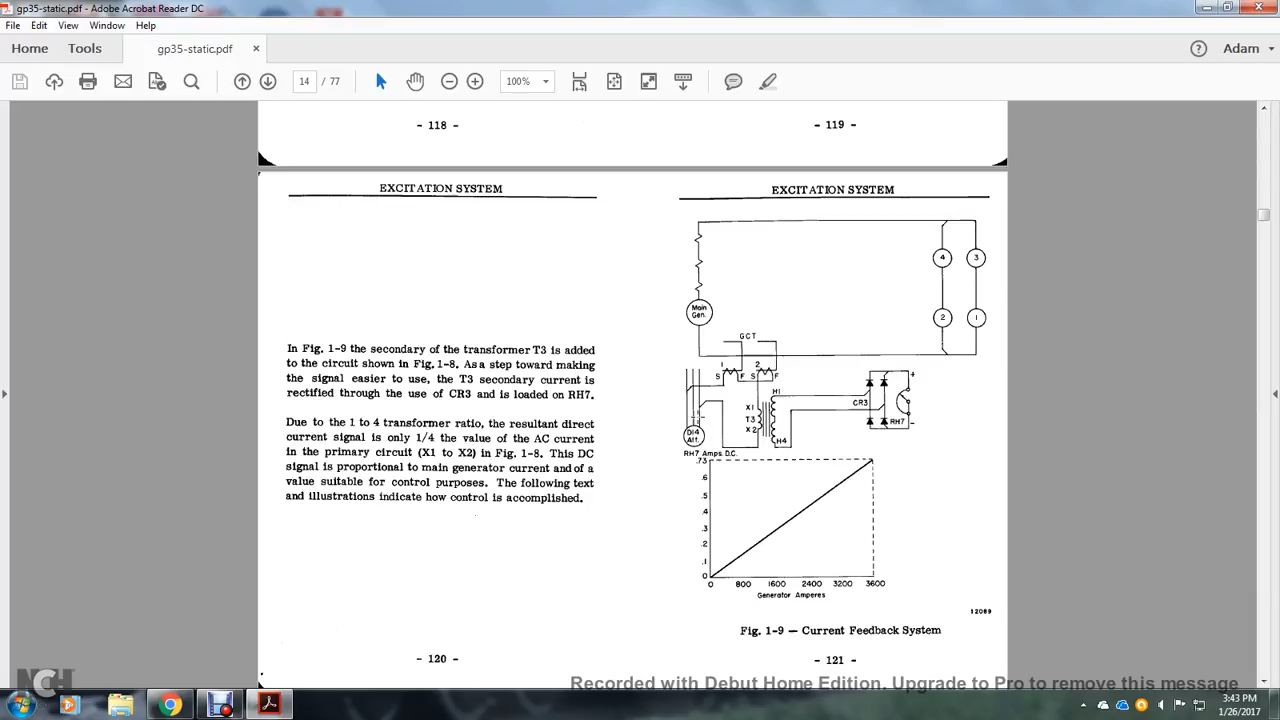 gp35-static.pdf - Adobe Acrobat Reader DC
File Edit View Window Help
Home Tools gp35-static.pdf × ? Adam
14 / 77 100%
- 118 - - 119 -
EXCITATION SYSTEM
In Fig. 1-9 the secondary of the transformer T3 is added
to the circuit shown in Fig. 1-8. As a step toward making
the signal easier to use, the T3 secondary current is
rectified through the use of CR3 and is loaded on RH7.
Due to the 1 to 4 transformer ratio, the resultant direct
current signal is only 1/4 the value of the AC current
in the primary circuit (X1 to X2) in Fig. 1-8. This DC
signal is proportional to main generator current and of a
value suitable for control purposes. The following text
and illustrations indicate how control is accomplished.
- 120 -
EXCITATION SYSTEM
4 3
Main
Gen.
2 1
GCT
1 2
S F S F
H1
X1
T3
X2
H4
CR3
+
RH7
-
D14
Alt.
RH7 Amps. D.C.
.73
.6
.5
.4
.3
.2
.1
0
0 800 1600 2400 3200 3600
Generator Amperes
12089
Fig. 1-9 — Current Feedback System
- 121 -
NCH
Recorded with Debut Home Edition. Upgrade to Pro to remove this message
3:43 PM
1/26/2017